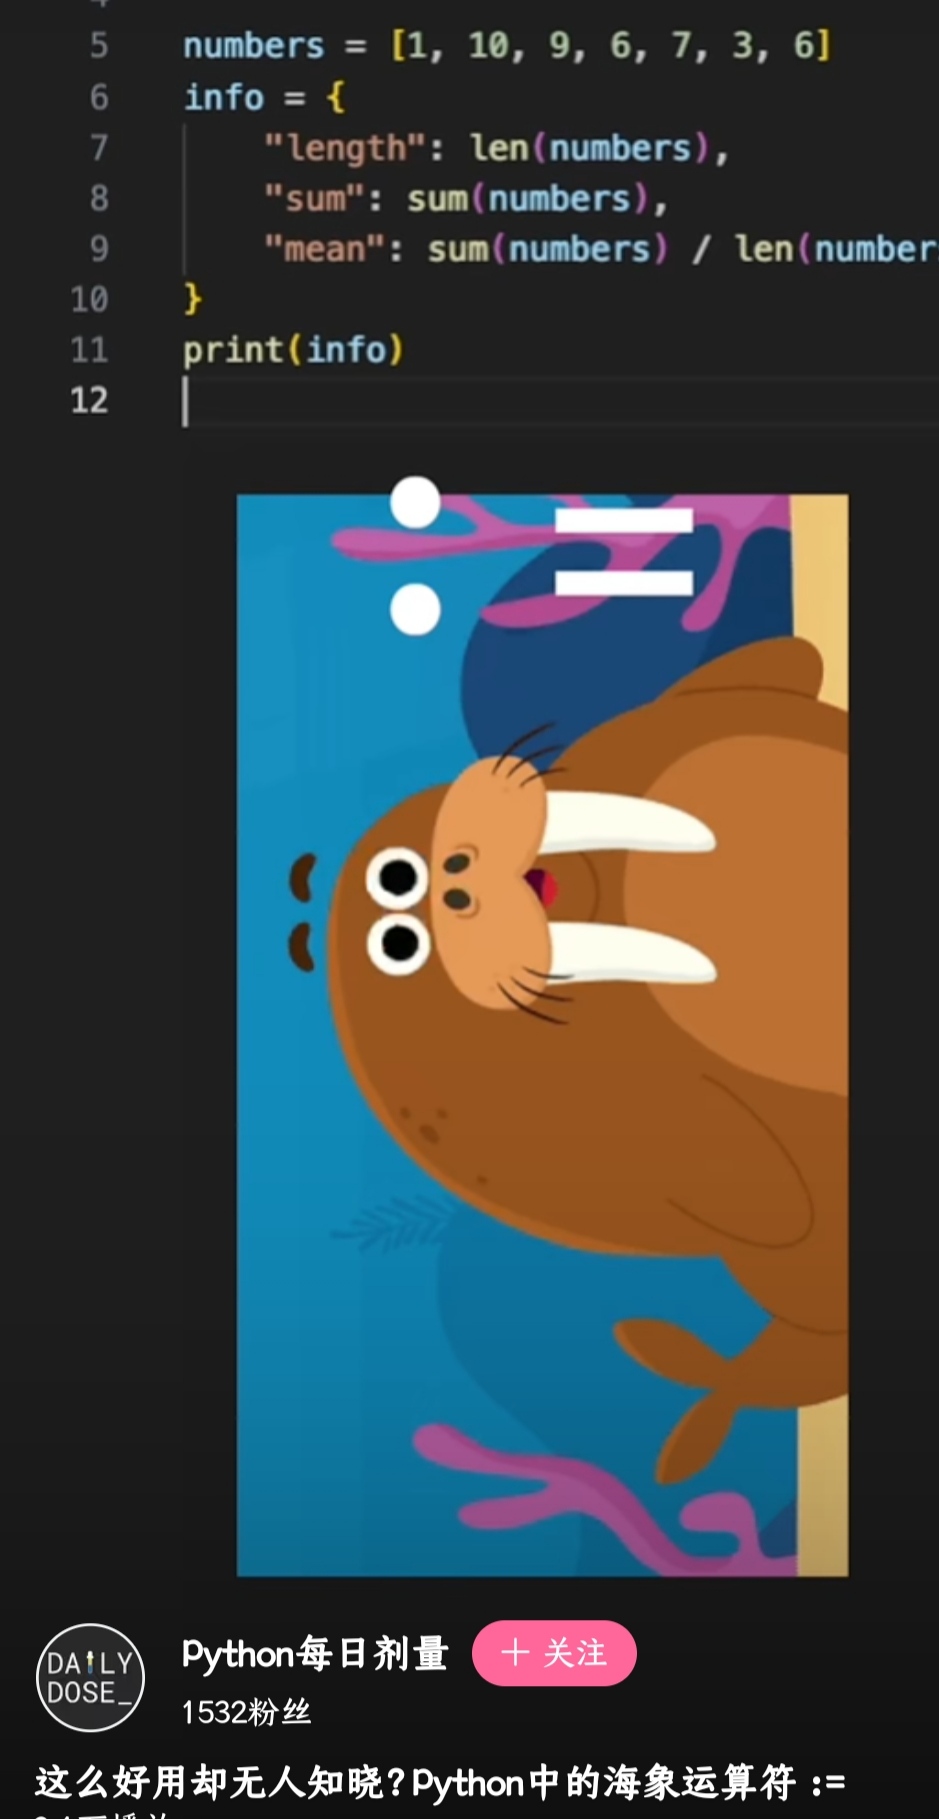 5 numbers = [1, 10, 9, 6, 7, 3, 6]
6 info = {
7 "length": len(numbers),
8 "sum": sum(numbers),
9 "mean": sum(numbers) / len(number
10 }
11 print(info)
12
:=
DAILY
DOSE_
Python每日剂量
+ 关注
1532粉丝
这么好用却无人知晓?Python中的海象运算符 :=